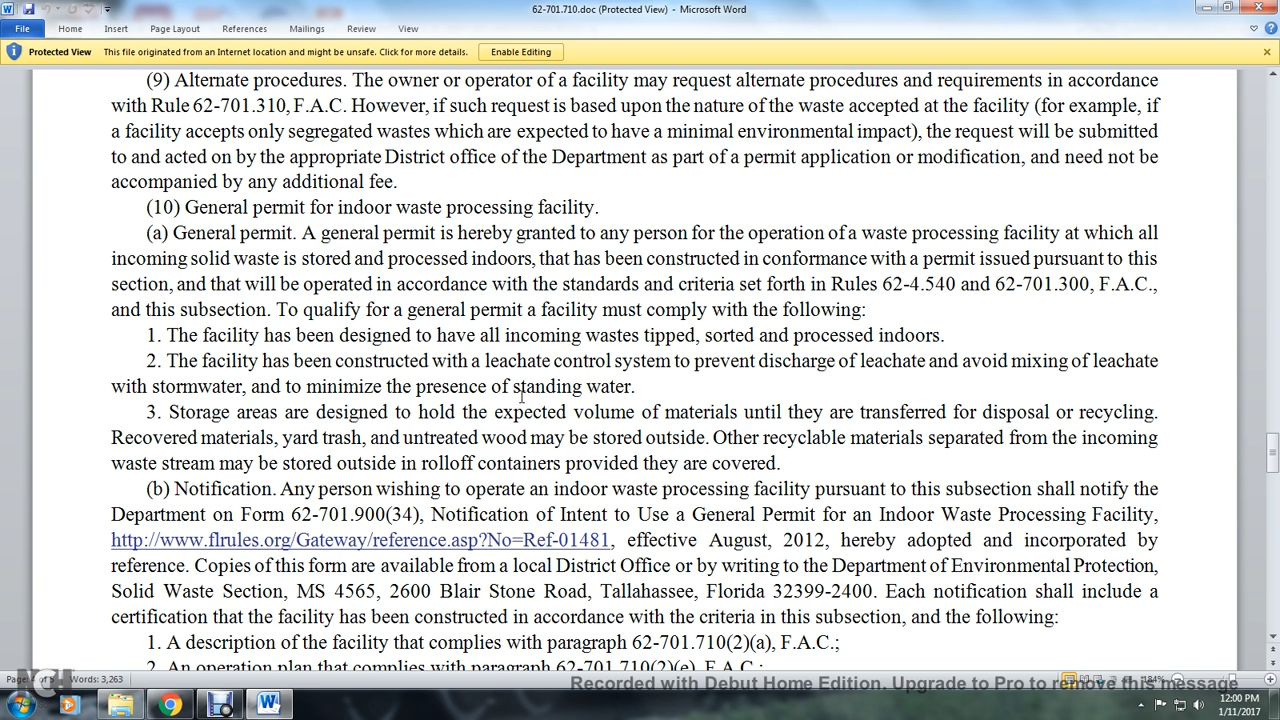 62-701.710.doc (Protected View) - Microsoft Word
File Home Insert Page Layout References Mailings Review View
Protected View This file originated from an Internet location and might be unsafe. Click for more details. Enable Editing
(9) Alternate procedures. The owner or operator of a facility may request alternate procedures and requirements in accordance
with Rule 62-701.310, F.A.C. However, if such request is based upon the nature of the waste accepted at the facility (for example, if
a facility accepts only segregated wastes which are expected to have a minimal environmental impact), the request will be submitted
to and acted on by the appropriate District office of the Department as part of a permit application or modification, and need not be
accompanied by any additional fee.
(10) General permit for indoor waste processing facility.
(a) General permit. A general permit is hereby granted to any person for the operation of a waste processing facility at which all
incoming solid waste is stored and processed indoors, that has been constructed in conformance with a permit issued pursuant to this
section, and that will be operated in accordance with the standards and criteria set forth in Rules 62-4.540 and 62-701.300, F.A.C.,
and this subsection. To qualify for a general permit a facility must comply with the following:
1. The facility has been designed to have all incoming wastes tipped, sorted and processed indoors.
2. The facility has been constructed with a leachate control system to prevent discharge of leachate and avoid mixing of leachate
with stormwater, and to minimize the presence of standing water.
3. Storage areas are designed to hold the expected volume of materials until they are transferred for disposal or recycling.
Recovered materials, yard trash, and untreated wood may be stored outside. Other recyclable materials separated from the incoming
waste stream may be stored outside in rolloff containers provided they are covered.
(b) Notification. Any person wishing to operate an indoor waste processing facility pursuant to this subsection shall notify the
Department on Form 62-701.900(34), Notification of Intent to Use a General Permit for an Indoor Waste Processing Facility,
http://www.flrules.org/Gateway/reference.asp?No=Ref-01481, effective August, 2012, hereby adopted and incorporated by
reference. Copies of this form are available from a local District Office or by writing to the Department of Environmental Protection,
Solid Waste Section, MS 4565, 2600 Blair Stone Road, Tallahassee, Florida 32399-2400. Each notification shall include a
certification that the facility has been constructed in accordance with the criteria in this subsection, and the following:
1. A description of the facility that complies with paragraph 62-701.710(2)(a), F.A.C.;
2. An operation plan that complies with paragraph 62-701.710(2)(e), F.A.C.;
Words: 3,263 184%
NCH
Recorded with Debut Home Edition. Upgrade to Pro to remove this message
12:00 PM
1/11/2017